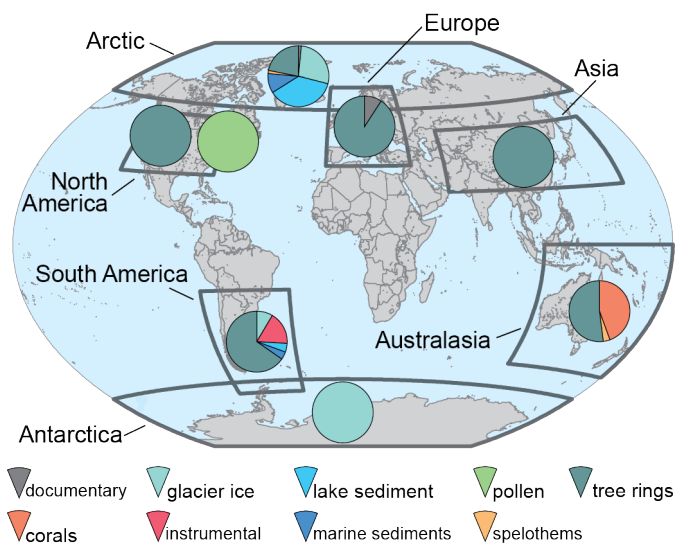 Europe
Arctic
Asia
North
America
South America
Australasia
Antarctica
documentary
glacier ice
lake sediment
pollen
tree rings
corals
instrumental
marine sediments
spelothems